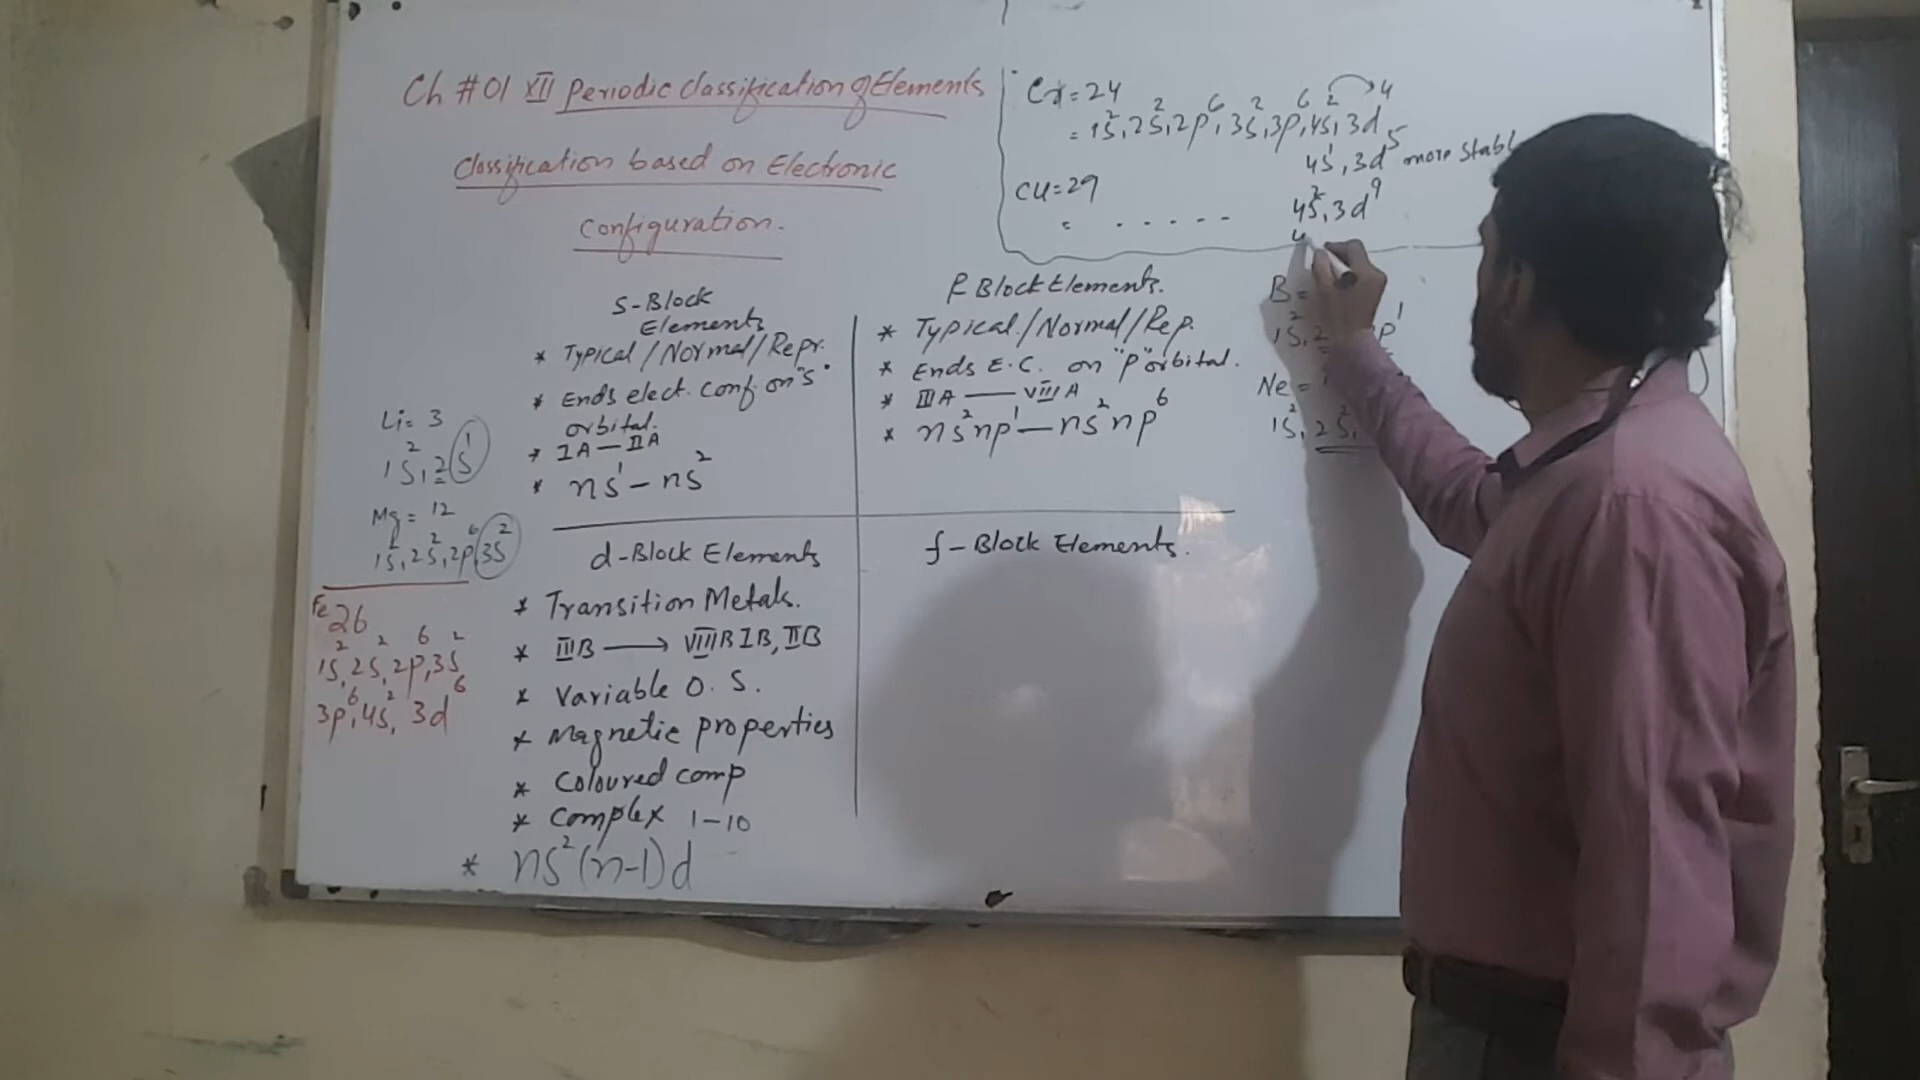 Ch #01 XII Periodic Classification of Elements
Classification based on Electronic
Configuration.
Cr = 24
= 1s², 2s², 2p⁶, 3s², 3p⁶, 4s², 3d⁴
4s¹, 3d⁵ more Stabl
CU = 29
= . . . . . - - 4s², 3d⁹
4
S-Block
Elements
* Typical/Normal/Repr.
* Ends elect. conf. on "s"
orbital.
* IA — IIA
* ns¹ - ns²
P Block Elements.
* Typical/Normal/Rep.
* Ends E.C. on "p" orbital.
* IIIA — VIIIA
* ns²np¹ — ns²np⁶
B =
1s², 2 p¹
Ne =
1s², 2s²,
Li = 3
1s², 2s¹
Mg = 12
1s², 2s², 2p⁶, 3s²
Fe 26
1s², 2s², 2p⁶, 3s²
3p⁶, 4s², 3d⁶
d-Block Elements
* Transition Metals.
* IIIB → VIIIB IB, IIB
* Variable O. S.
* Magnetic properties
* Coloured comp
* Complex 1-10
* ns² (n-1)d
f-Block Elements.